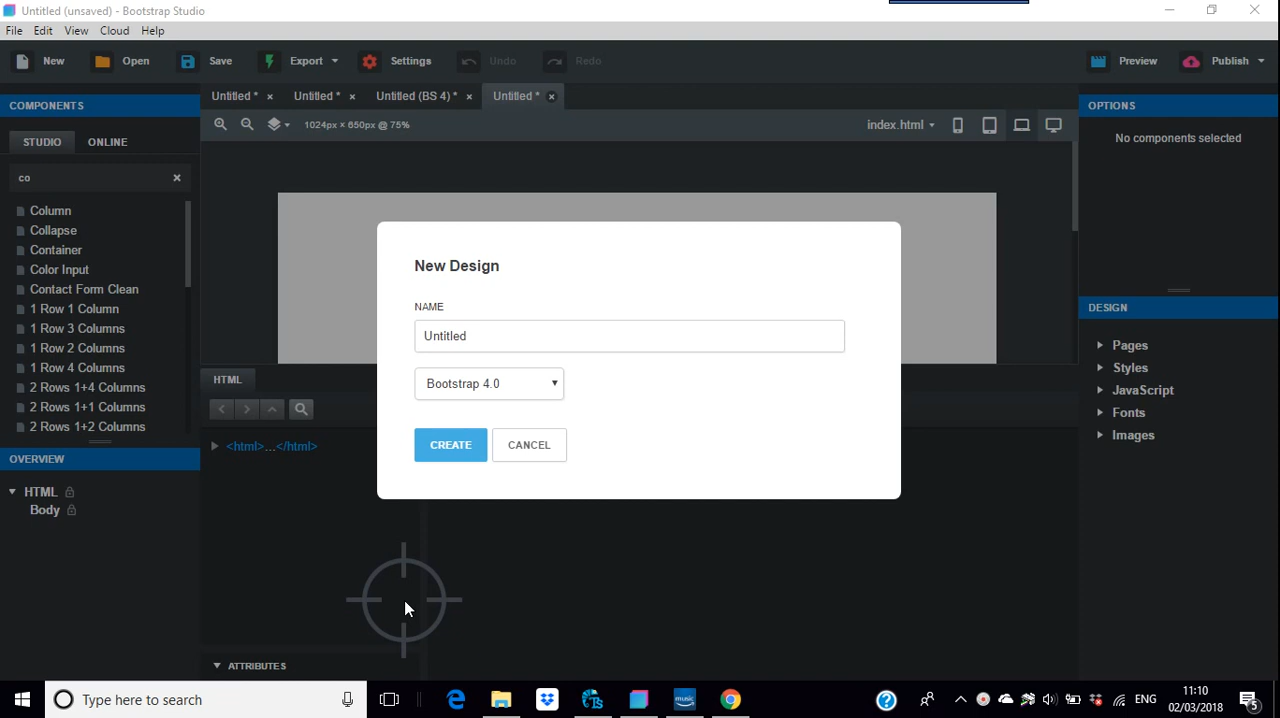 Untitled (unsaved) - Bootstrap Studio
File Edit View Cloud Help
New Open Save Export Settings Undo Redo Preview Publish
COMPONENTS
Untitled * × Untitled * × Untitled (BS 4) * × Untitled * ×
OPTIONS
STUDIO ONLINE
1024px × 650px @ 75%
index.html
No components selected
co
Column
Collapse
Container
Color Input
Contact Form Clean
1 Row 1 Column
1 Row 3 Columns
1 Row 2 Columns
1 Row 4 Columns
2 Rows 1+4 Columns
2 Rows 1+1 Columns
2 Rows 1+2 Columns
New Design
NAME
Untitled
Bootstrap 4.0
CREATE CANCEL
DESIGN
Pages
Styles
JavaScript
Fonts
Images
HTML
<html>...</html>
OVERVIEW
HTML
Body
ATTRIBUTES
Type here to search
TS
music
ENG
11:10
02/03/2018
5